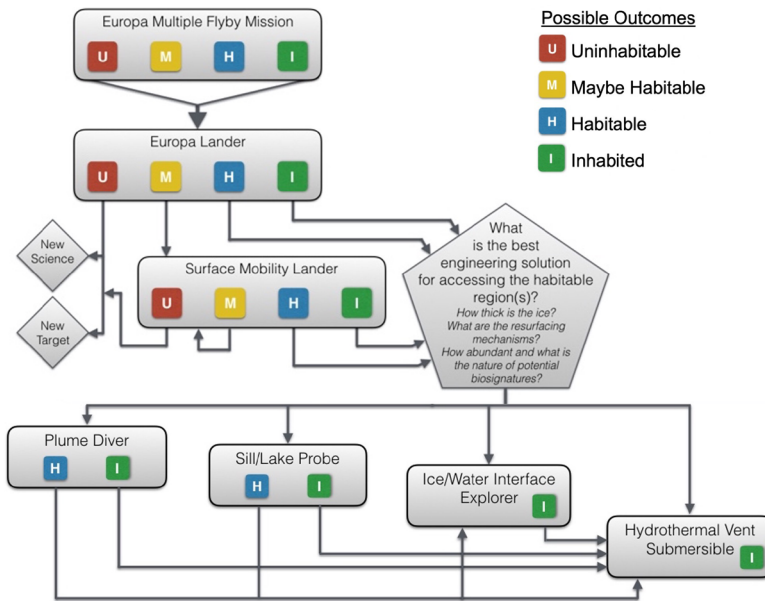 Europa Multiple Flyby Mission
U M H I
Possible Outcomes
U Uninhabitable
M Maybe Habitable
H Habitable
I Inhabited
Europa Lander
U M H I
New
Science
New
Target
Surface Mobility Lander
U M H I
What
is the best
engineering solution
for accessing the habitable
region(s)?
How thick is the ice?
What are the resurfacing
mechanisms?
How abundant and what is
the nature of potential
biosignatures?
Plume Diver
H I
Sill/Lake Probe
H I
Ice/Water Interface
Explorer
I
Hydrothermal Vent
Submersible
I